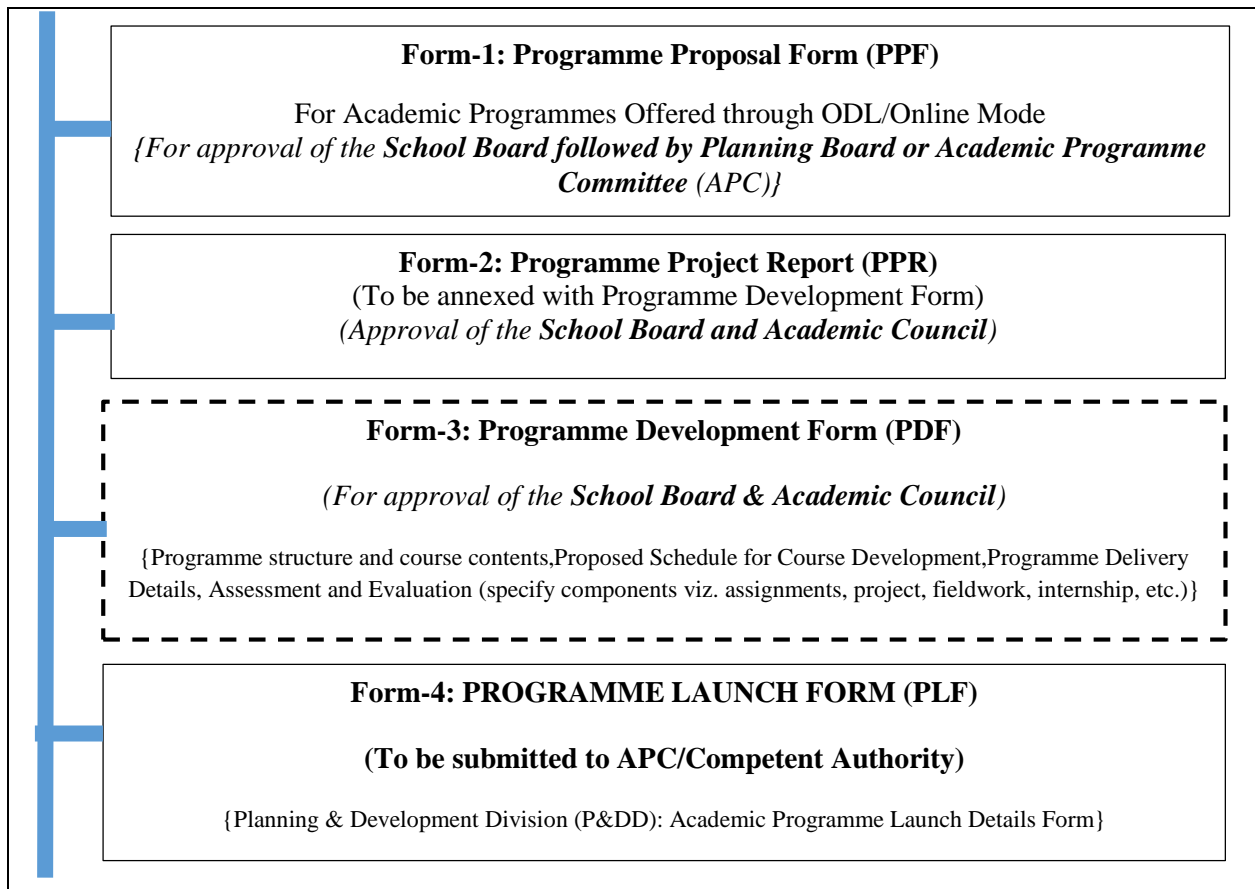 Form-1: Programme Proposal Form (PPF)
For Academic Programmes Offered through ODL/Online Mode
{For approval of the School Board followed by Planning Board or Academic Programme
Committee (APC)}
Form-2: Programme Project Report (PPR)
(To be annexed with Programme Development Form)
(Approval of the School Board and Academic Council)
Form-3: Programme Development Form (PDF)
(For approval of the School Board & Academic Council)
{Programme structure and course contents,Proposed Schedule for Course Development,Programme Delivery
Details, Assessment and Evaluation (specify components viz. assignments, project, fieldwork, internship, etc.)}
Form-4: PROGRAMME LAUNCH FORM (PLF)
(To be submitted to APC/Competent Authority)
{Planning & Development Division (P&DD): Academic Programme Launch Details Form}